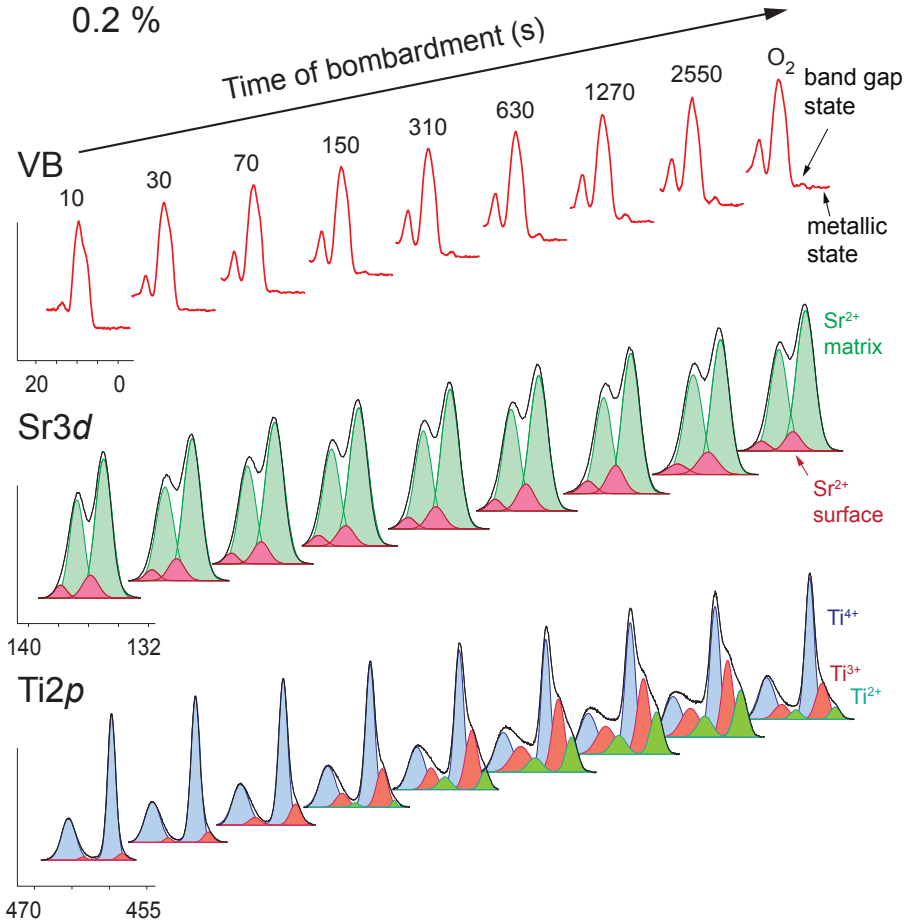 0.2 %
Time of bombardment (s)
VB
10
30
70
150
310
630
1270
2550
O₂
band gap
state
metallic
state
20
0
Sr3d
Sr²⁺
matrix
Sr²⁺
surface
140
132
Ti2p
Ti⁴⁺
Ti³⁺
Ti²⁺
470
455